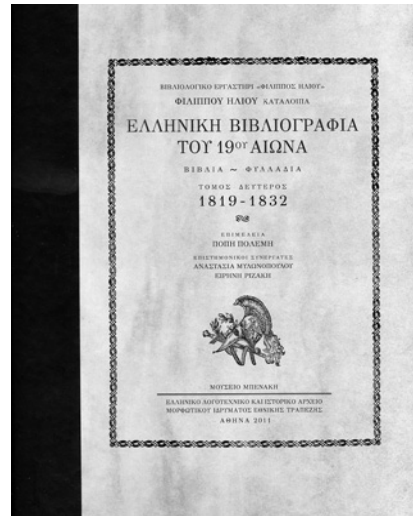 ΒΙΒΛΙΟΛΟΓΙΚΟ ΕΡΓΑΣΤΗΡΙ «ΦΙΛΙΠΠΟΣ ΗΛΙΟΥ»
ΦΙΛΙΠΠΟΥ ΗΛΙΟΥ ΚΑΤΑΛΟΙΠΑ
ΕΛΛΗΝΙΚΗ ΒΙΒΛΙΟΓΡΑΦΙΑ
ΤΟΥ 19ΟΥ ΑΙΩΝΑ
ΒΙΒΛΙΑ ~ ΦΥΛΛΑΔΙΑ
ΤΟΜΟΣ ΔΕΥΤΕΡΟΣ
1819-1832
ΕΠΙΜΕΛΕΙΑ
ΠΟΠΗ ΠΟΛΕΜΗ
ΕΠΙΣΤΗΜΟΝΙΚΟΙ ΣΥΝΕΡΓΑΤΕΣ
ΑΝΑΣΤΑΣΙΑ ΜΥΛΩΝΟΠΟΥΛΟΥ
ΕΙΡΗΝΗ ΡΙΖΑΚΗ
ΜΟΥΣΕΙΟ ΜΠΕΝΑΚΗ
ΕΛΛΗΝΙΚΟ ΛΟΓΟΤΕΧΝΙΚΟ ΚΑΙ ΙΣΤΟΡΙΚΟ ΑΡΧΕΙΟ
ΜΟΡΦΩΤΙΚΟΥ ΙΔΡΥΜΑΤΟΣ ΕΘΝΙΚΗΣ ΤΡΑΠΕΖΗΣ
ΑΘΗΝΑ 2011